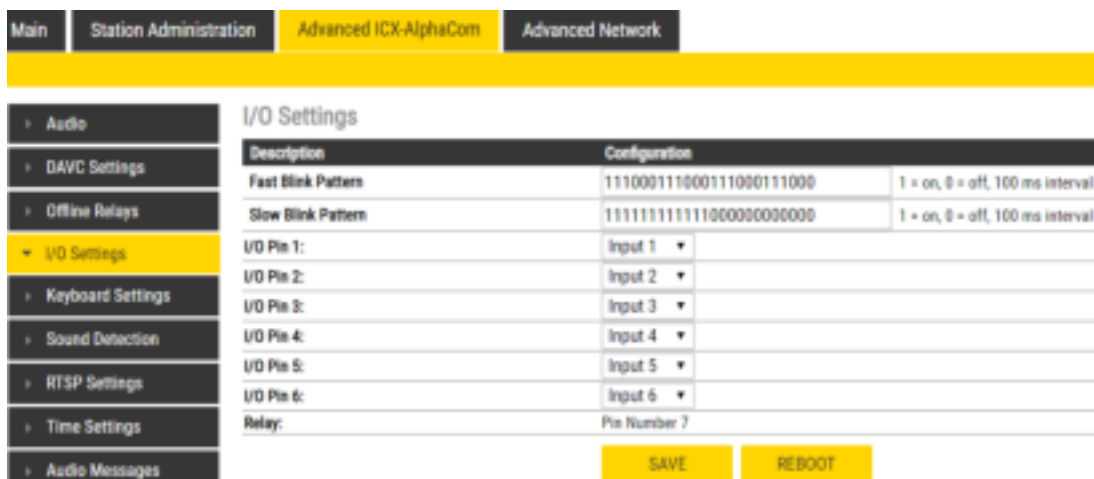 Main Station Administration Advanced ICX-AlphaCom Advanced Network
Audio
DAVC Settings
Offline Relays
I/O Settings
Keyboard Settings
Sound Detection
RTSP Settings
Time Settings
Audio Messages
I/O Settings
Description Configuration
Fast Blink Pattern 111000111000111000111000 1 = on, 0 = off, 100 ms interval
Slow Blink Pattern 111111111111000000000000 1 = on, 0 = off, 100 ms interval
I/O Pin 1: Input 1
I/O Pin 2: Input 2
I/O Pin 3: Input 3
I/O Pin 4: Input 4
I/O Pin 5: Input 5
I/O Pin 6: Input 6
Relay: Pin Number 7
SAVE REBOOT